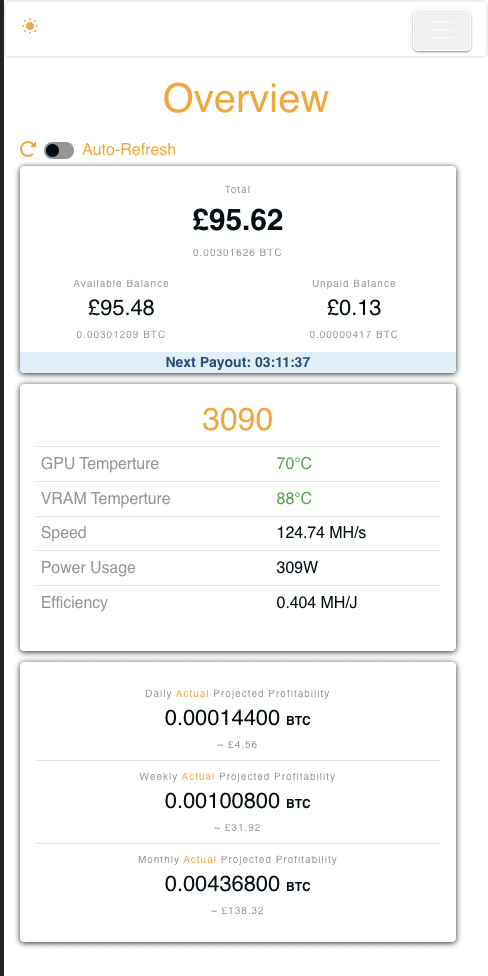 Overview
Auto-Refresh
Total
£95.62
0.00301626 BTC
Available Balance
£95.48
0.00301209 BTC
Unpaid Balance
£0.13
0.00000417 BTC
Next Payout: 03:11:37
3090
GPU Temperture 70°C
VRAM Temperture 88°C
Speed 124.74 MH/s
Power Usage 309W
Efficiency 0.404 MH/J
Daily Actual Projected Profitability
0.00014400 BTC
~ £4.56
Weekly Actual Projected Profitability
0.00100800 BTC
~ £31.92
Monthly Actual Projected Profitability
0.00436800 BTC
~ £138.32